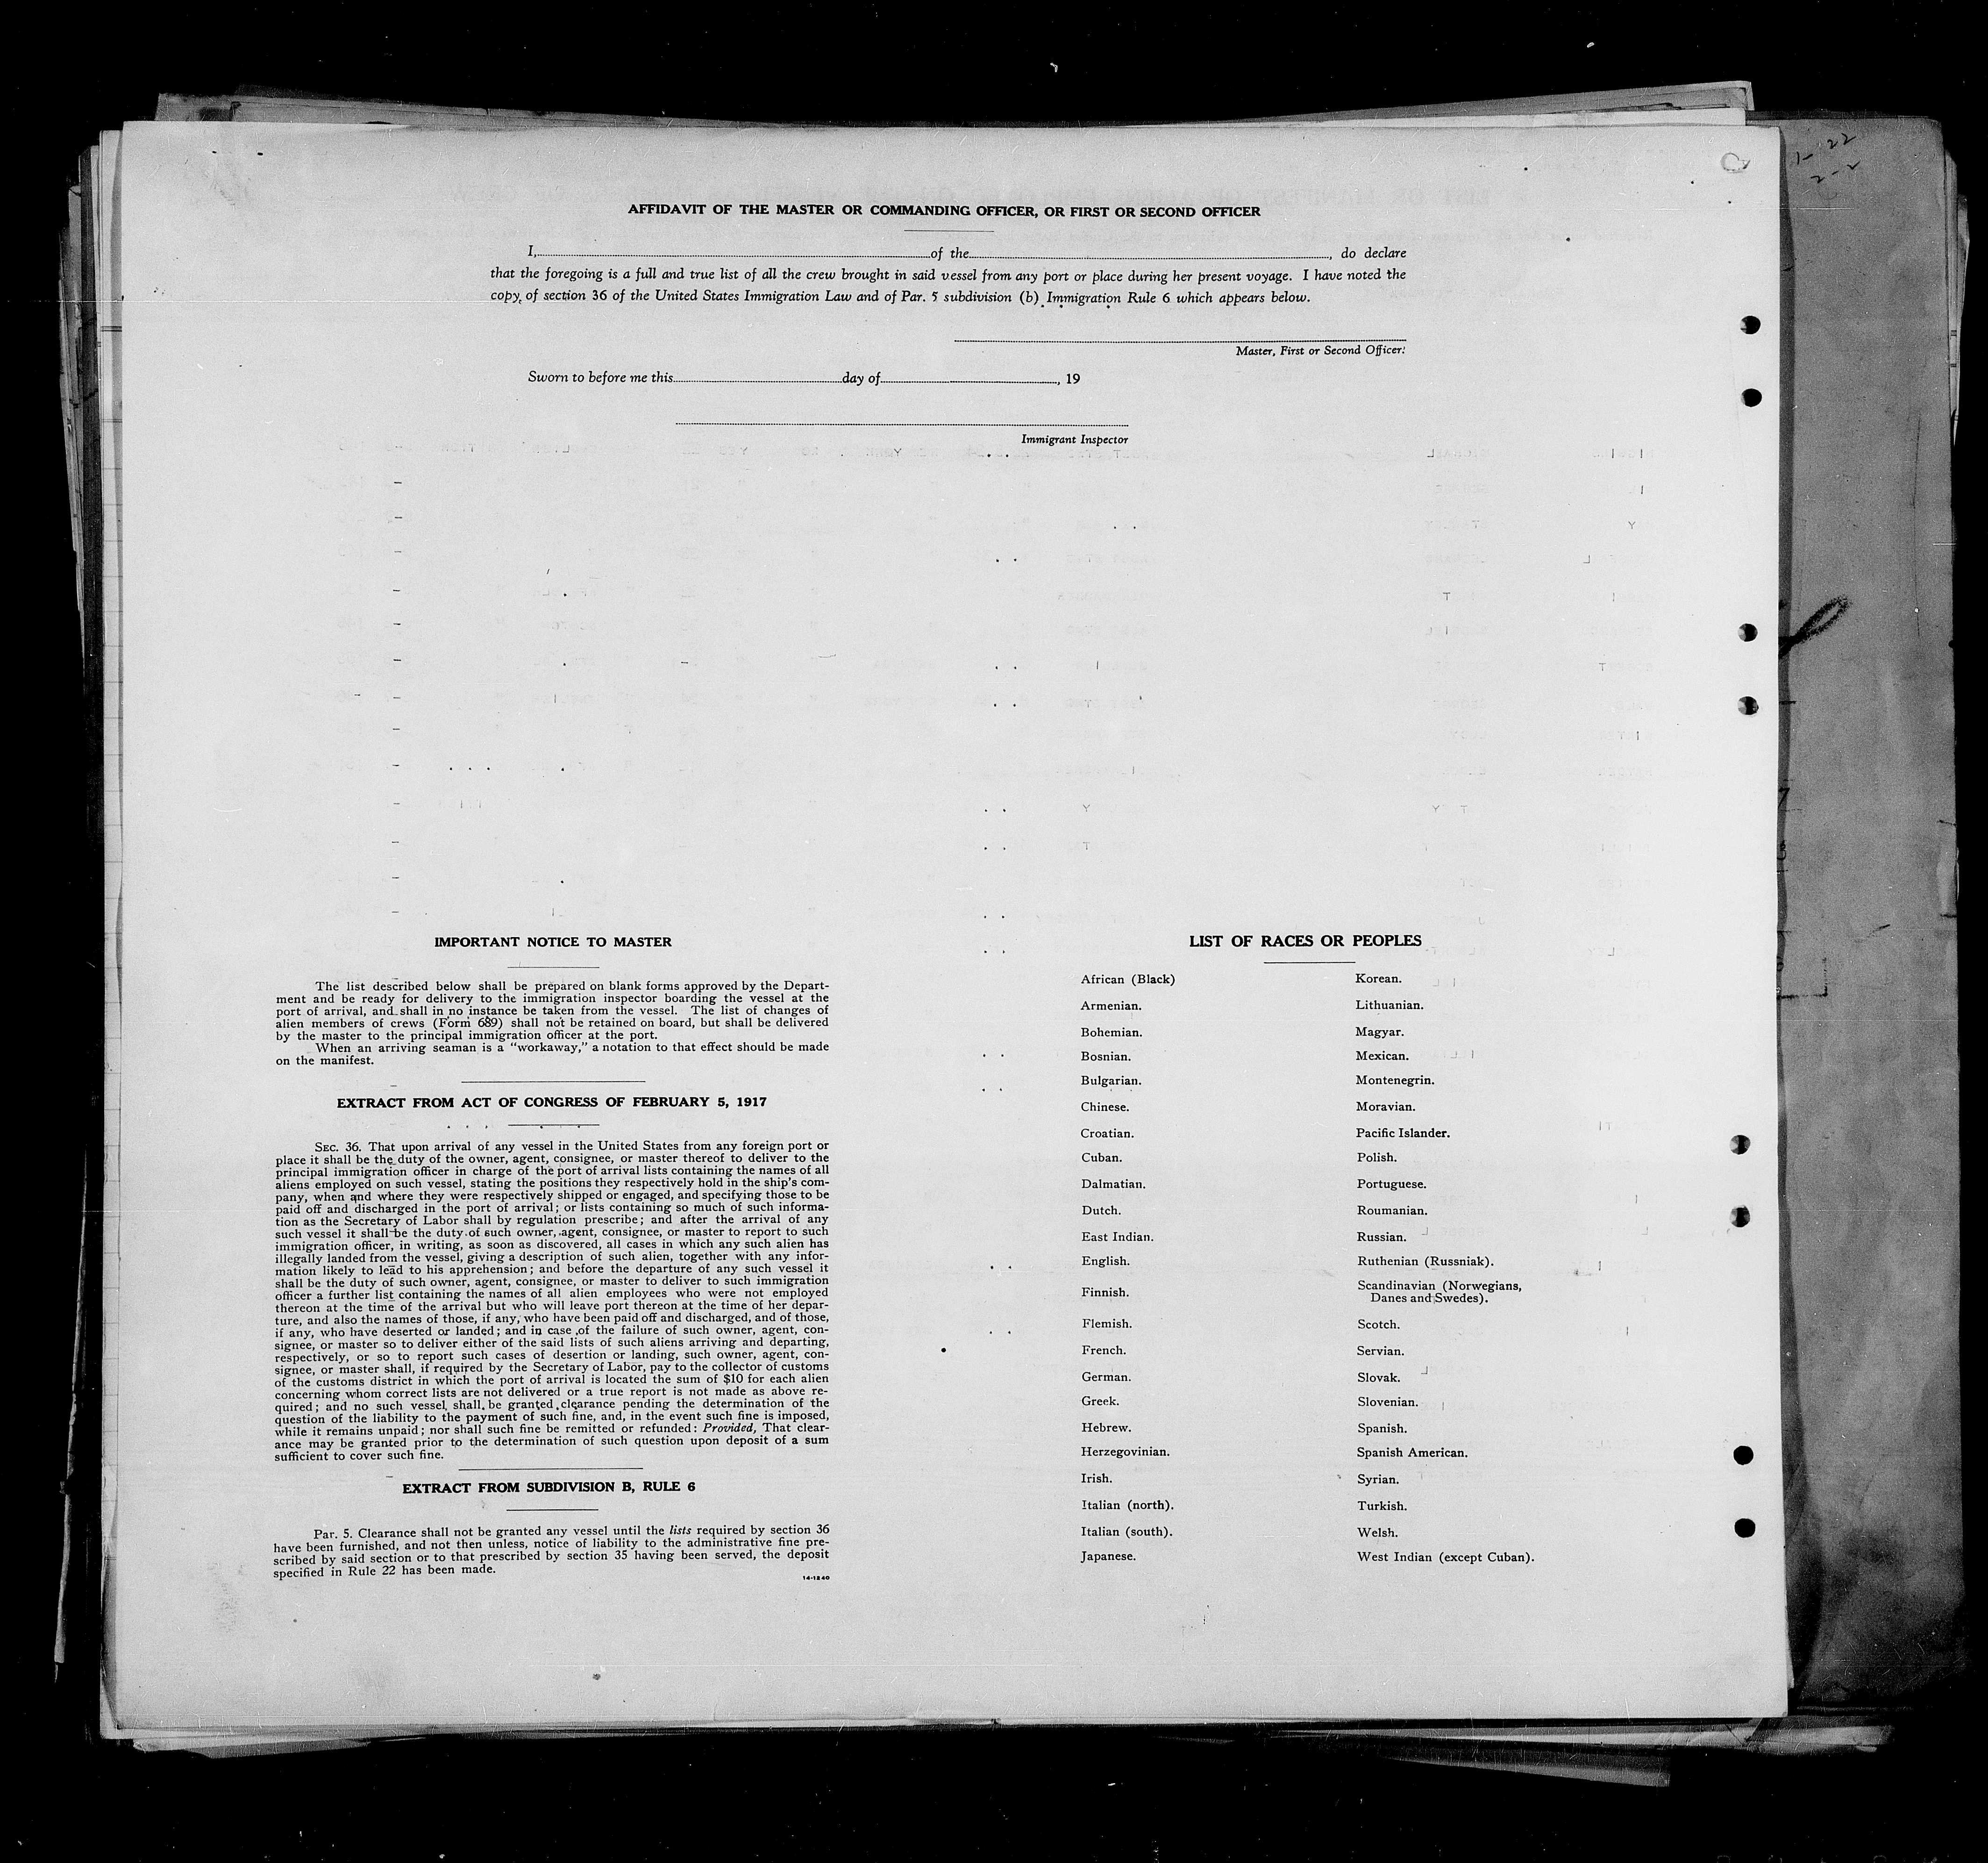 AFFIDAVIT OF THE MASTER OR COMMANDING OFFICER, OR FIRST OR SECOND OFFICER
I, of the , do declare
that the foregoing is a full and true list of all the crew brought in said vessel from any port or place during her present voyage. I have noted the
copy of section 36 of the United States Immigration Law and of Par. 5 subdivision (b) Immigration Rule 6 which appears below.
Master, First or Second Officer.
Sworn to before me this day of , 19
Immigrant Inspector
IMPORTANT NOTICE TO MASTER
The list described below shall be prepared on blank forms approved by the Depart-
ment and be ready for delivery to the immigration inspector boarding the vessel at the
port of arrival, and shall in no instance be taken from the vessel. The list of changes of
alien members of crews (Form 689) shall not be retained on board, but shall be delivered
by the master to the principal immigration officer at the port.
When an arriving seaman is a "workaway," a notation to that effect should be made
on the manifest.
EXTRACT FROM ACT OF CONGRESS OF FEBRUARY 5, 1917
SEC. 36. That upon arrival of any vessel in the United States from any foreign port or
place it shall be the duty of the owner, agent, consignee, or master thereof to deliver to the
principal immigration officer in charge of the port of arrival lists containing the names of all
aliens employed on such vessel, stating the positions they respectively hold in the ship's com-
pany, when and where they were respectively shipped or engaged, and specifying those to be
paid off and discharged in the port of arrival; or lists containing so much of such informa-
tion as the Secretary of Labor shall by regulation prescribe; and after the arrival of any
such vessel it shall be the duty of such owner, agent, consignee, or master to report to such
immigration officer, in writing, as soon as discovered, all cases in which any such alien has
illegally landed from the vessel, giving a description of such alien, together with any infor-
mation likely to lead to his apprehension; and before the departure of any such vessel it
shall be the duty of such owner, agent, consignee, or master to deliver to such immigration
officer a further list containing the names of all alien employees who were not employed
thereon at the time of the arrival but who will leave port thereon at the time of her depar-
ture, and also the names of those, if any, who have been paid off and discharged, and of those,
if any, who have deserted or landed; and in case of the failure of such owner, agent, con-
signee, or master so to deliver either of the said lists of such aliens arriving and departing,
respectively, or so to report such cases of desertion or landing, such owner, agent, con-
signee, or master shall, if required by the Secretary of Labor, pay to the collector of customs
of the customs district in which the port of arrival is located the sum of $10 for each alien
concerning whom correct lists are not delivered or a true report is not made as above re-
quired; and no such vessel shall be granted clearance pending the determination of the
question of the liability to the payment of such fine, and, in the event such fine is imposed,
while it remains unpaid; nor shall such fine be remitted or refunded: Provided, That clear-
ance may be granted prior to the determination of such question upon deposit of a sum
sufficient to cover such fine.
EXTRACT FROM SUBDIVISION B, RULE 6
Par. 5. Clearance shall not be granted any vessel until the lists required by section 36
have been furnished, and not then unless, notice of liability to the administrative fine pre-
scribed by said section or to that prescribed by section 35 having been served, the deposit
specified in Rule 22 has been made.
14-1240
LIST OF RACES OR PEOPLES
African (Black)
Armenian.
Bohemian.
Bosnian.
Bulgarian.
Chinese.
Croatian.
Cuban.
Dalmatian.
Dutch.
East Indian.
English.
Finnish.
Flemish.
French.
German.
Greek.
Hebrew.
Herzegovinian.
Irish.
Italian (north).
Italian (south).
Japanese.
Korean.
Lithuanian.
Magyar.
Mexican.
Montenegrin.
Moravian.
Pacific Islander.
Polish.
Portuguese.
Roumanian.
Russian.
Ruthenian (Russniak).
Scandinavian (Norwegians,
Danes and Swedes).
Scotch.
Servian.
Slovak.
Slovenian.
Spanish.
Spanish American.
Syrian.
Turkish.
Welsh.
West Indian (except Cuban).
1-22
2-2